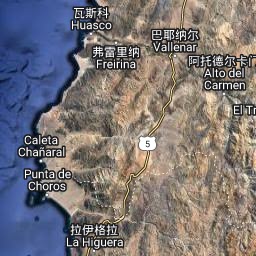 瓦斯科
Huasco
巴耶纳尔
Vallenar
弗雷里纳
Freirina
阿托德尔卡门
Alto del
Carmen
El Tr
5
Caleta
Chañaral
Punta de
Choros
拉伊格拉
La Higuera